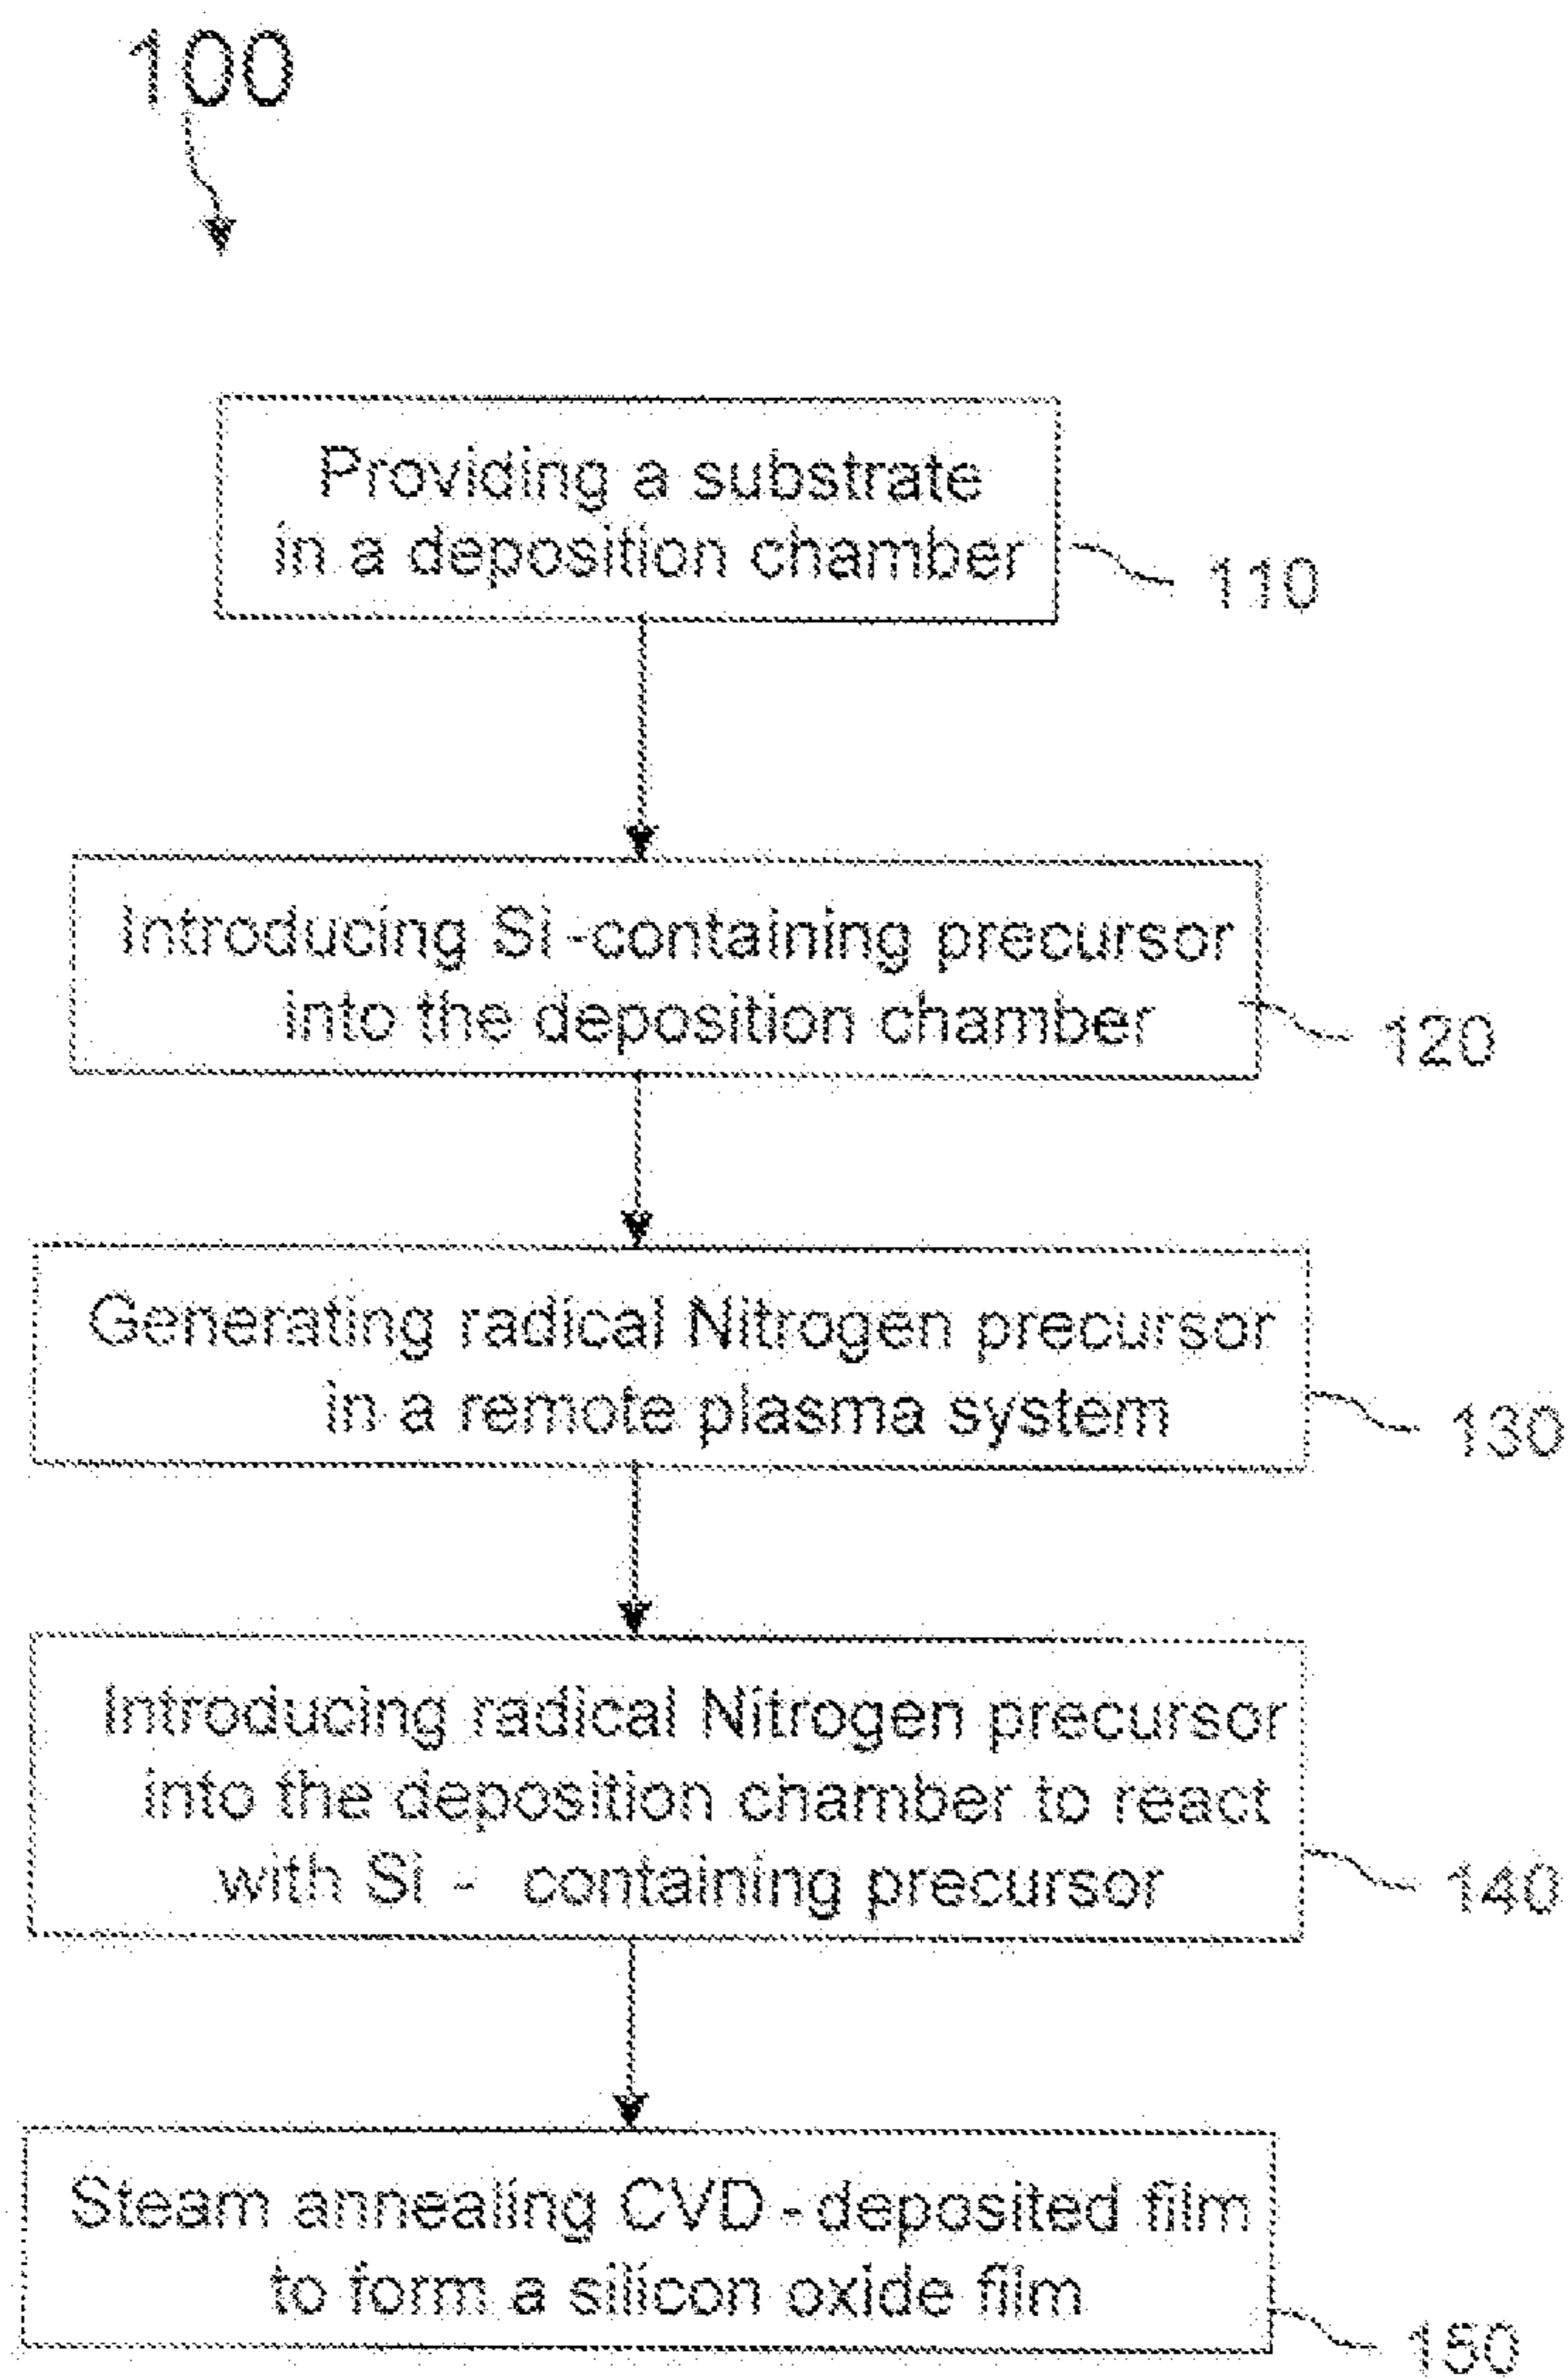 100
Providing a substrate
in a deposition chamber
110
Introducing Si-containing precursor
into the deposition chamber
120
Generating radical Nitrogen precursor
in a remote plasma system
130
Introducing radical Nitrogen precursor
into the deposition chamber to react
with Si - containing precursor
140
Steam annealing CVD-deposited film
to form a silicon oxide film
150